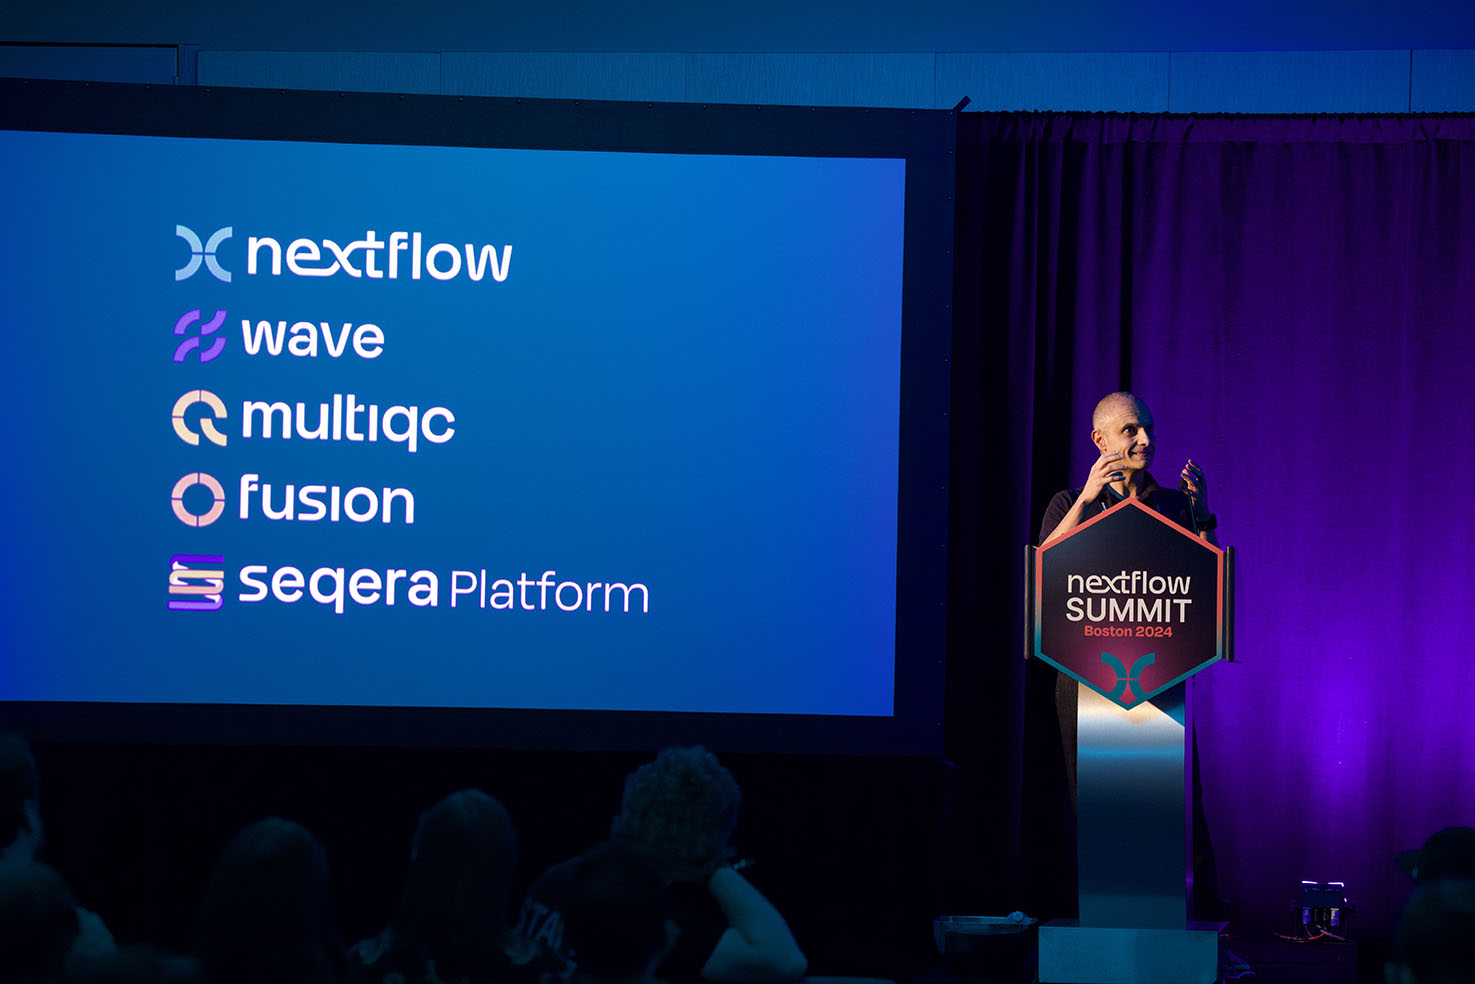 nextflow
wave
multiqc
fusion
seqera Platform
nextflow
SUMMIT
Boston 2024